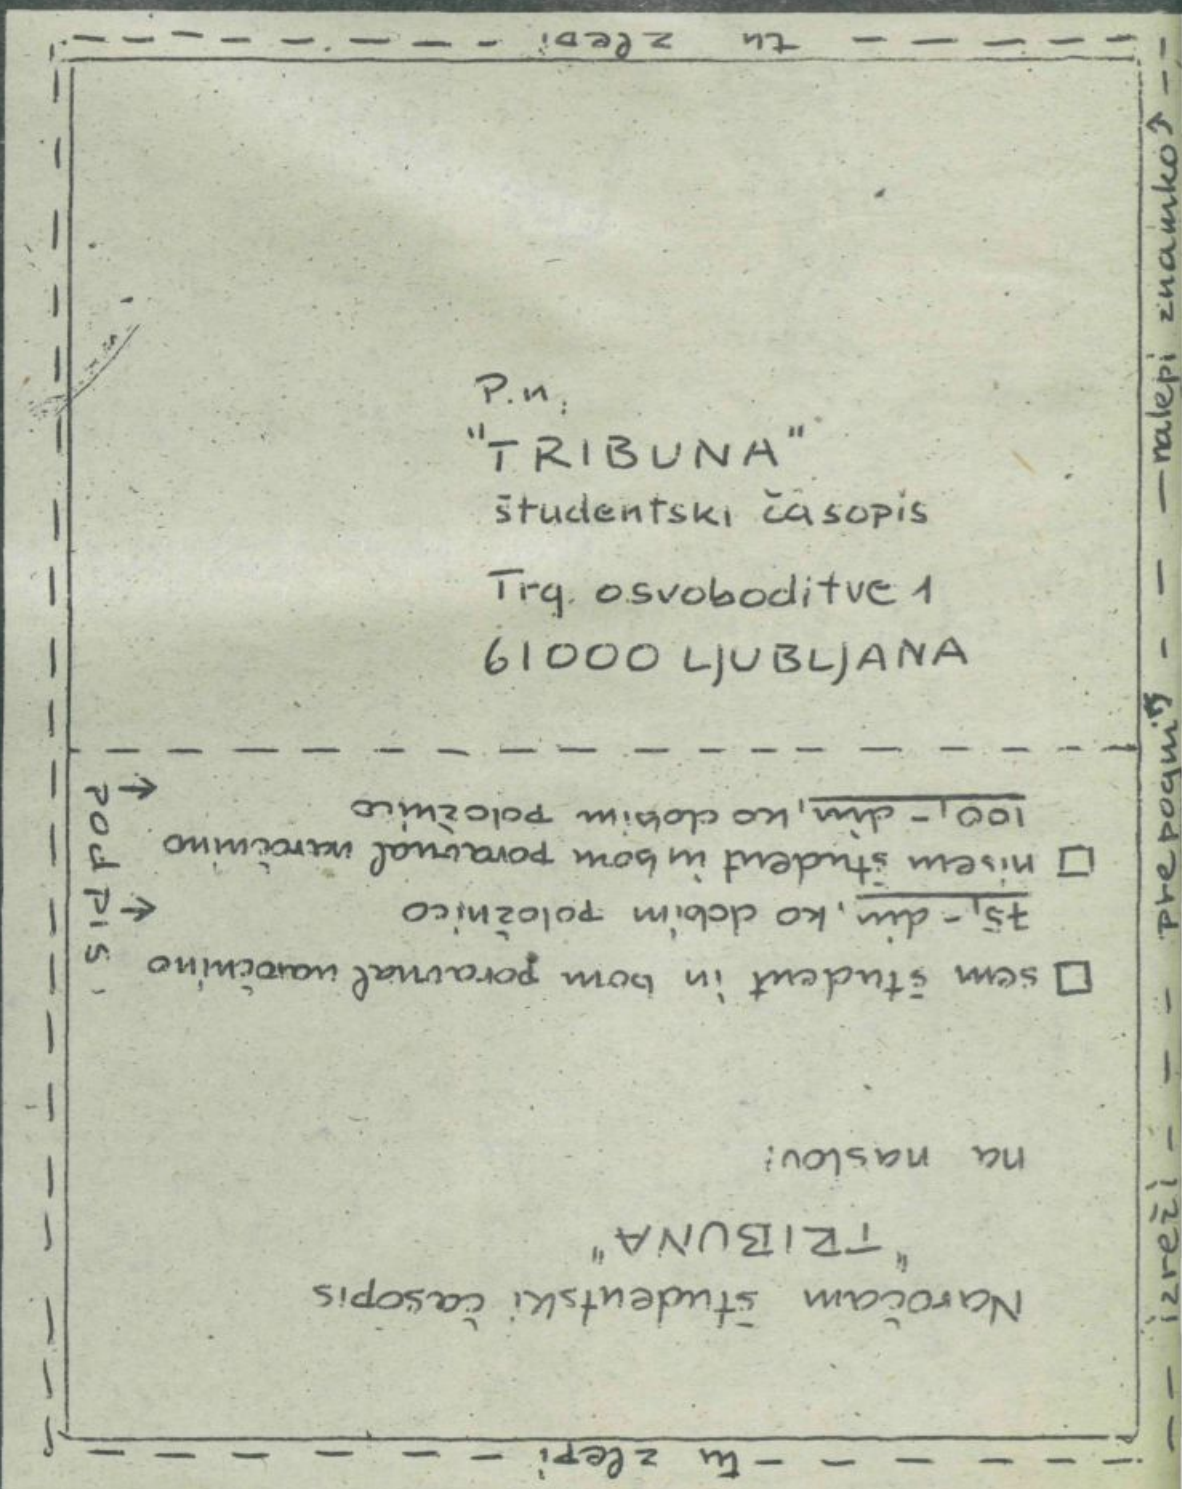 tu zlepi
P.n.
"TRIBUNA"
študentski časopis
Trg. osvoboditve 1
61000 LJUBLJANA
Naročam študentski časopis
"TRIBUNA"
na naslov:
□ sem študent in bom poravnal naročnino
75,- din, ko dobim položnico
□ nisem študent in bom poravnal naročnino
100,- din, ko dobim položnico
podpis
tu zlepi
izreži
prepogni
nalepi znamko